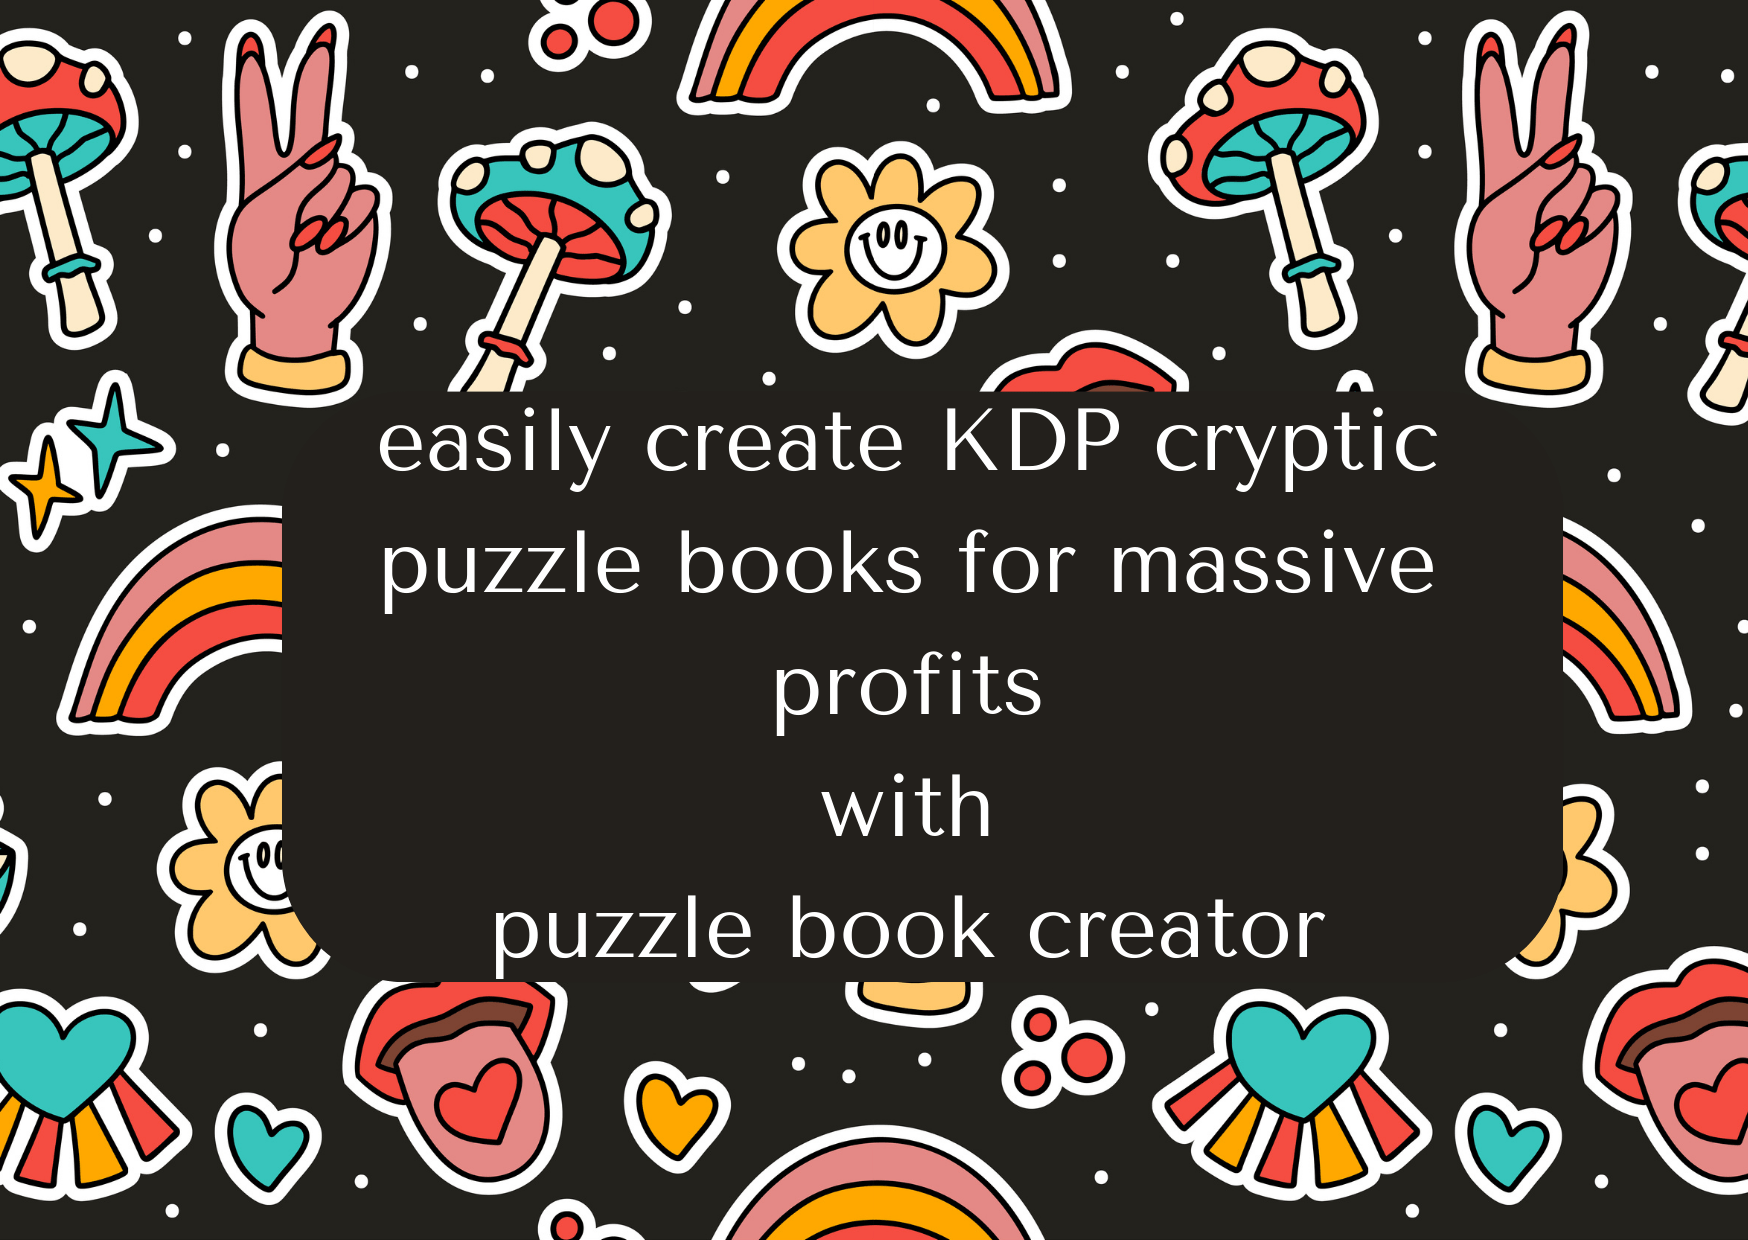 easily create KDP cryptic
puzzle books for massive
profits
with
puzzle book creator